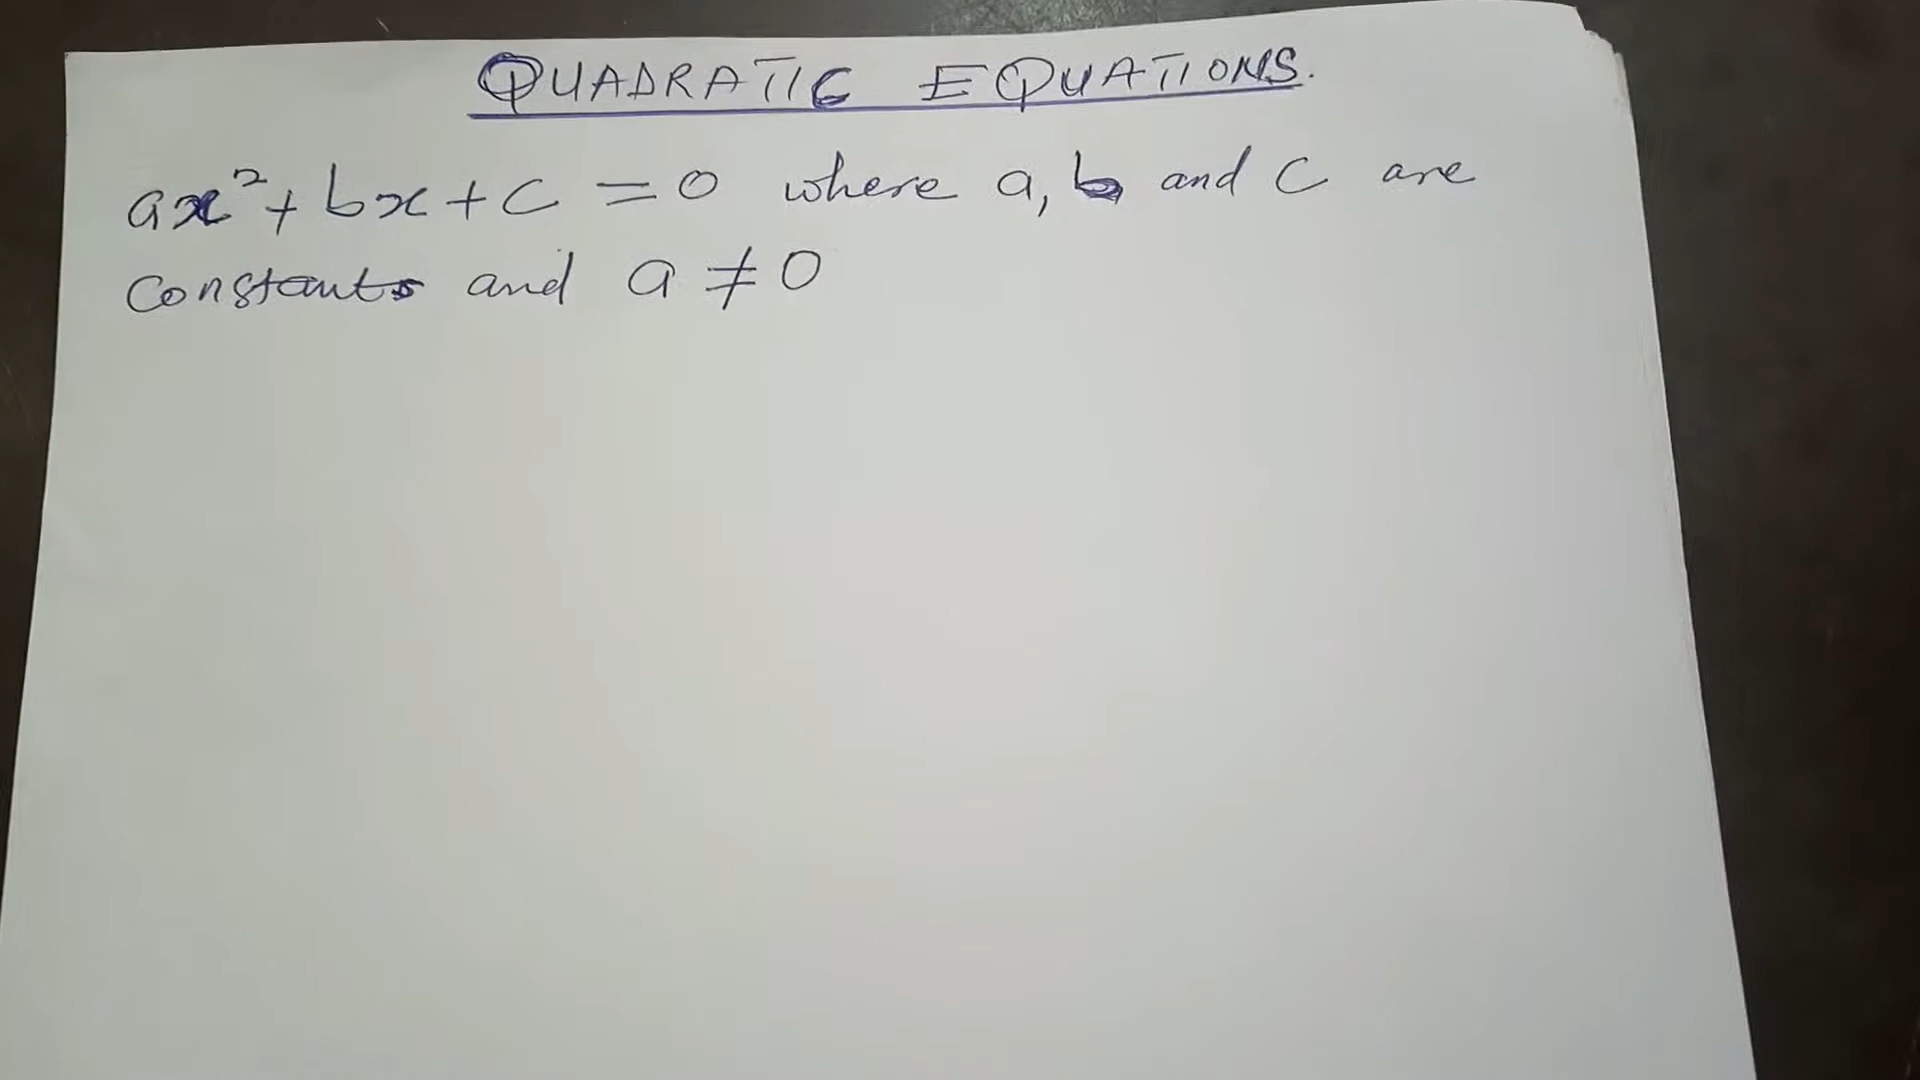 QUADRATIC EQUATIONS.
ax²+ bx + c = 0 where a, b and c are
constants and a ≠ 0